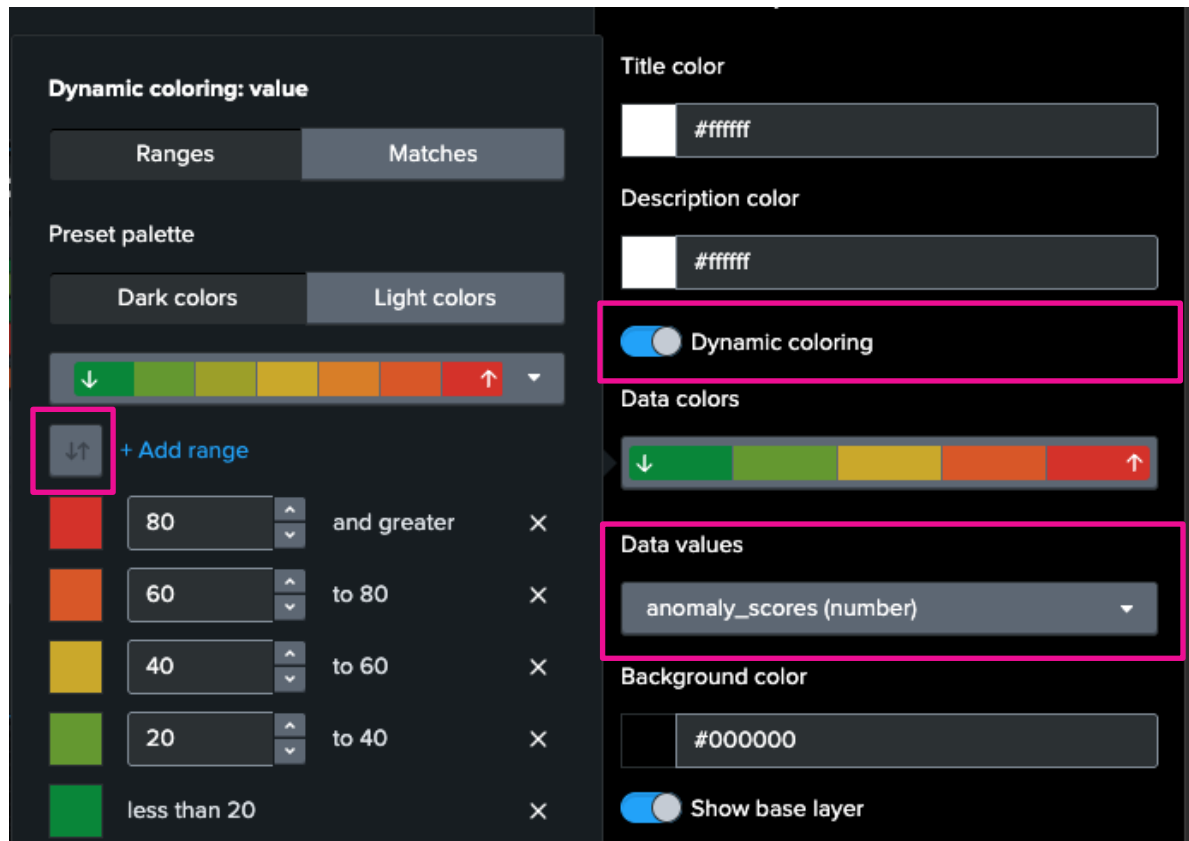 Dynamic coloring: value
Ranges
Matches
Preset palette
Dark colors
Light colors
+ Add range
80
and greater
60
to 80
40
to 60
20
to 40
less than 20
Title color
#ffffff
Description color
#ffffff
Dynamic coloring
Data colors
Data values
anomaly_scores (number)
Background color
#000000
Show base layer